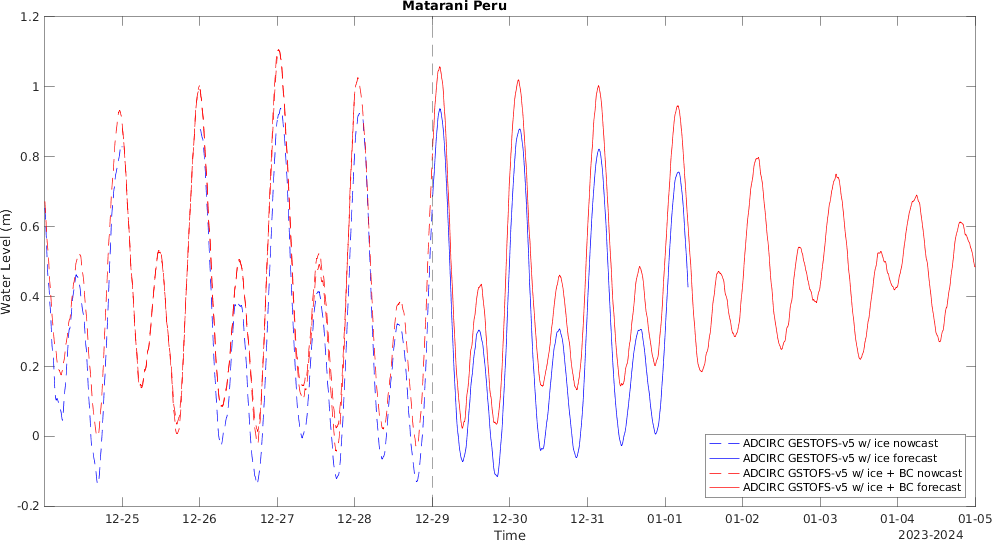 Matarani Peru
Water Level (m)
1.2
1
0.8
0.6
0.4
0.2
0
-0.2
12-25 12-26 12-27 12-28 12-29 12-30 12-31 01-01 01-02 01-03 01-04 01-05
Time
2023-2024
ADCIRC GESTOFS-v5 w/ ice nowcast
ADCIRC GESTOFS-v5 w/ ice forecast
ADCIRC GSTOFS-v5 w/ ice + BC nowcast
ADCIRC GSTOFS-v5 w/ ice + BC forecast